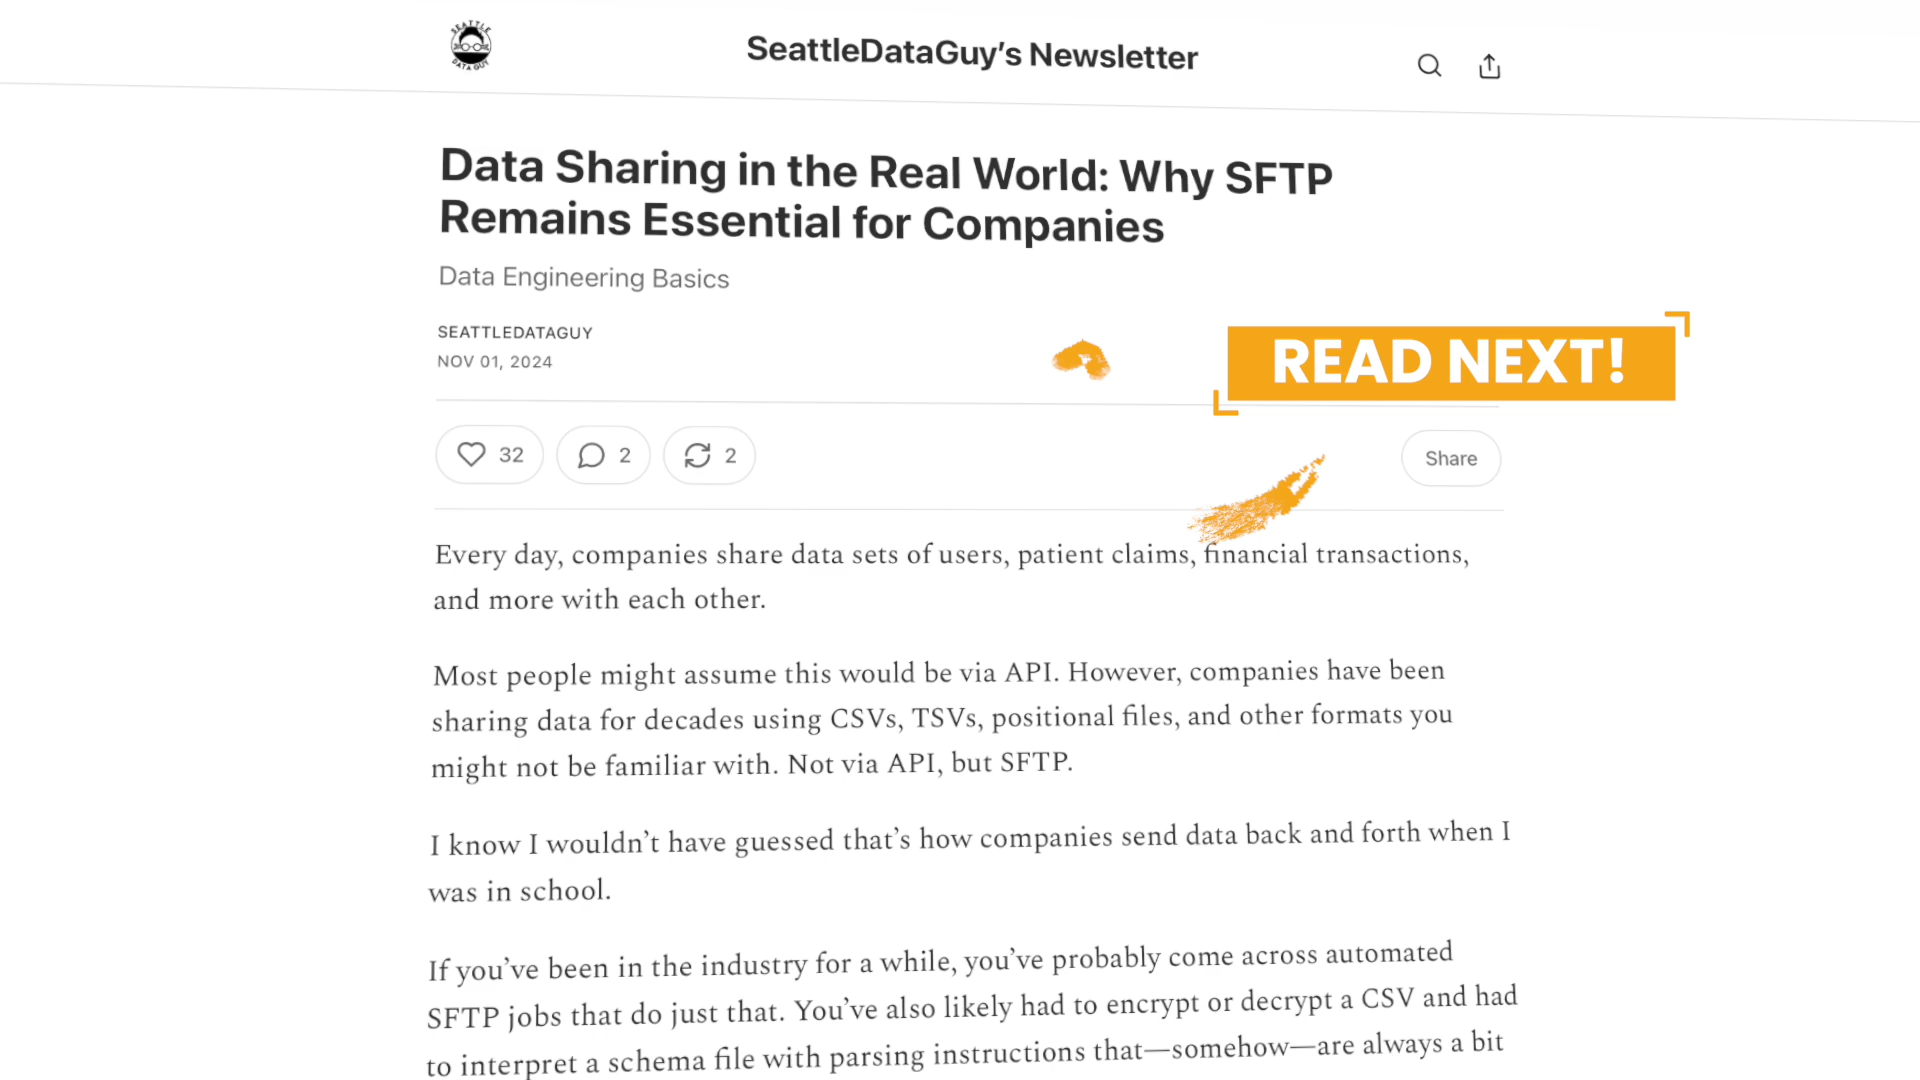 SEATTLE
DATA GUY
SeattleDataGuy's Newsletter
Data Sharing in the Real World: Why SFTP
Remains Essential for Companies
Data Engineering Basics
SEATTLEDATAGUY
NOV 01, 2024
READ NEXT!
32
2
2
Share
Every day, companies share data sets of users, patient claims, financial transactions,
and more with each other.
Most people might assume this would be via API. However, companies have been
sharing data for decades using CSVs, TSVs, positional files, and other formats you
might not be familiar with. Not via API, but SFTP.
I know I wouldn’t have guessed that’s how companies send data back and forth when I
was in school.
If you’ve been in the industry for a while, you’ve probably come across automated
SFTP jobs that do just that. You’ve also likely had to encrypt or decrypt a CSV and had
to interpret a schema file with parsing instructions that—somehow—are always a bit